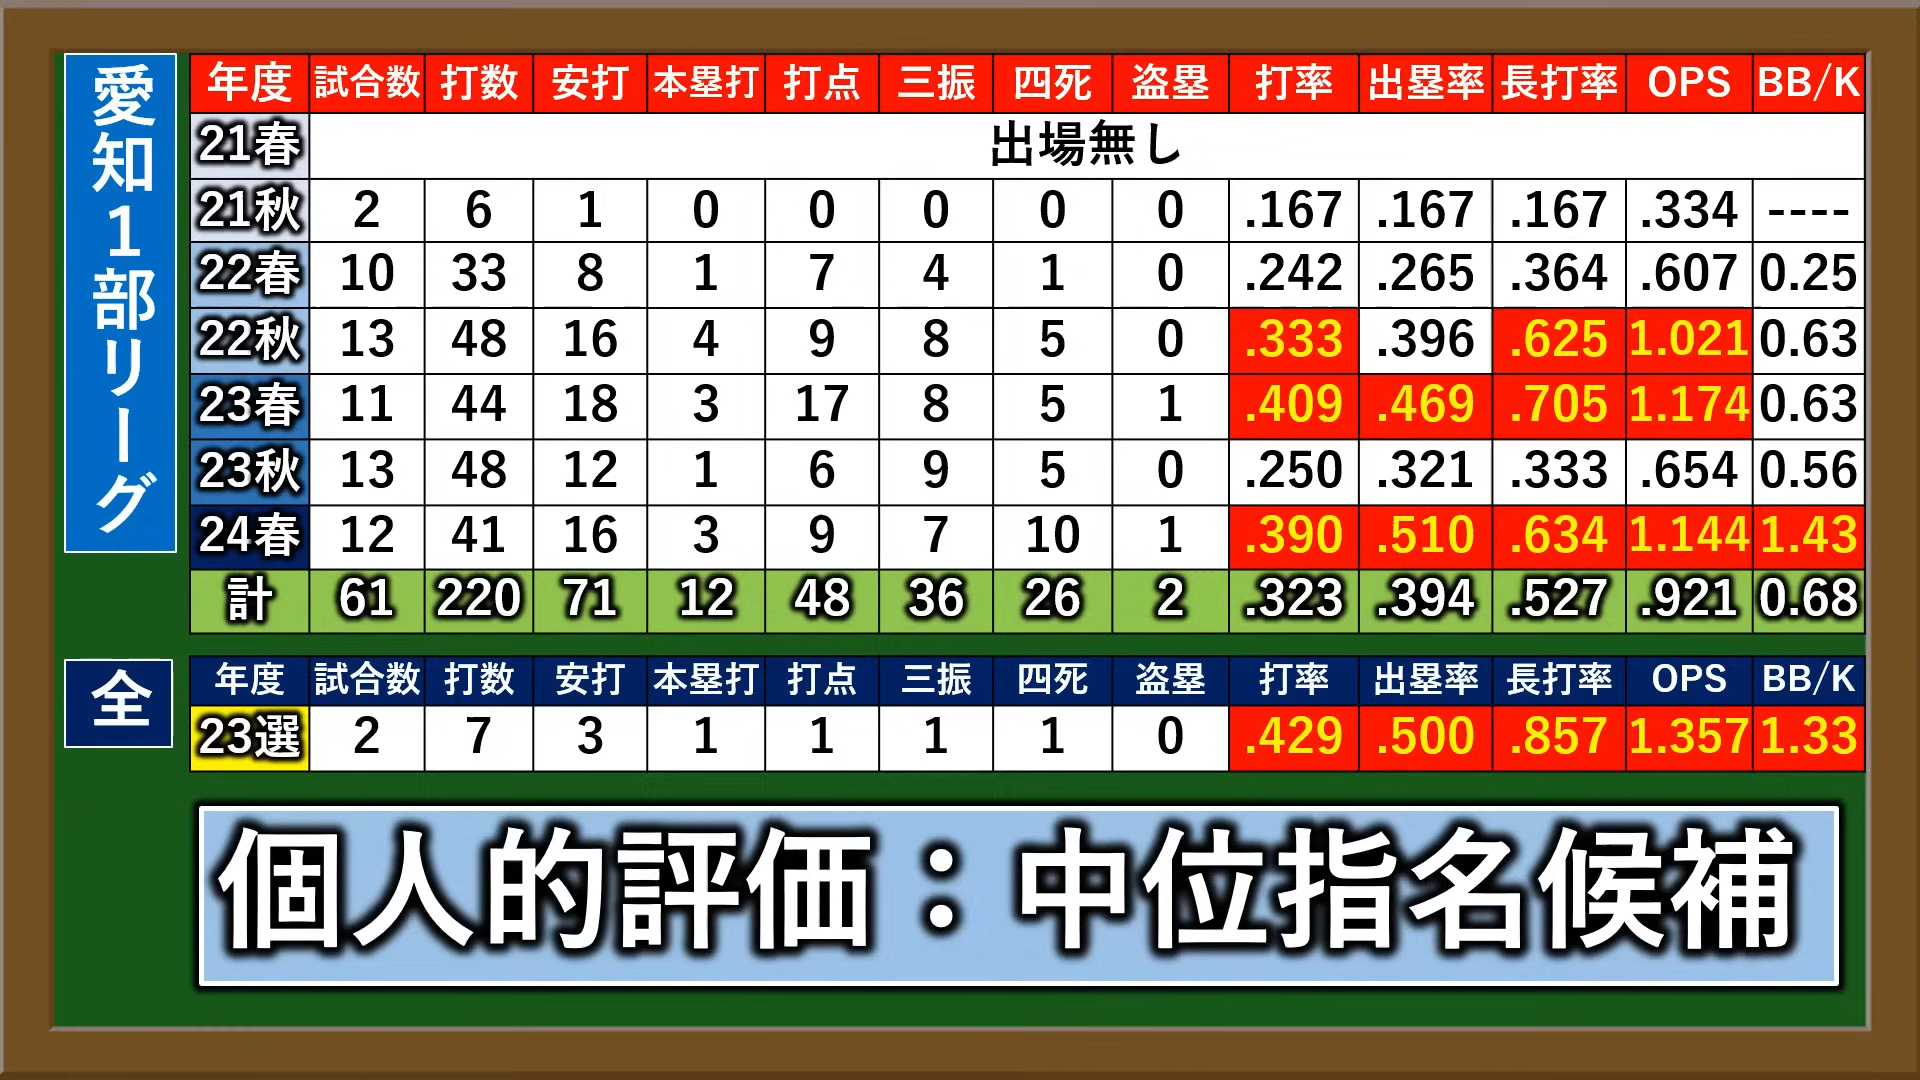 愛知1部リーグ
年度 試合数 打数 安打 本塁打 打点 三振 四死 盗塁 打率 出塁率 長打率 OPS BB/K
21春 出場無し
21秋 2 6 1 0 0 0 0 0 .167 .167 .167 .334 ----
22春 10 33 8 1 7 4 1 0 .242 .265 .364 .607 0.25
22秋 13 48 16 4 9 8 5 0 .333 .396 .625 1.021 0.63
23春 11 44 18 3 17 8 5 1 .409 .469 .705 1.174 0.63
23秋 13 48 12 1 6 9 5 0 .250 .321 .333 .654 0.56
24春 12 41 16 3 9 7 10 1 .390 .510 .634 1.144 1.43
計 61 220 71 12 48 36 26 2 .323 .394 .527 .921 0.68
全
年度 試合数 打数 安打 本塁打 打点 三振 四死 盗塁 打率 出塁率 長打率 OPS BB/K
23選 2 7 3 1 1 1 1 0 .429 .500 .857 1.357 1.33
個人的評価：中位指名候補